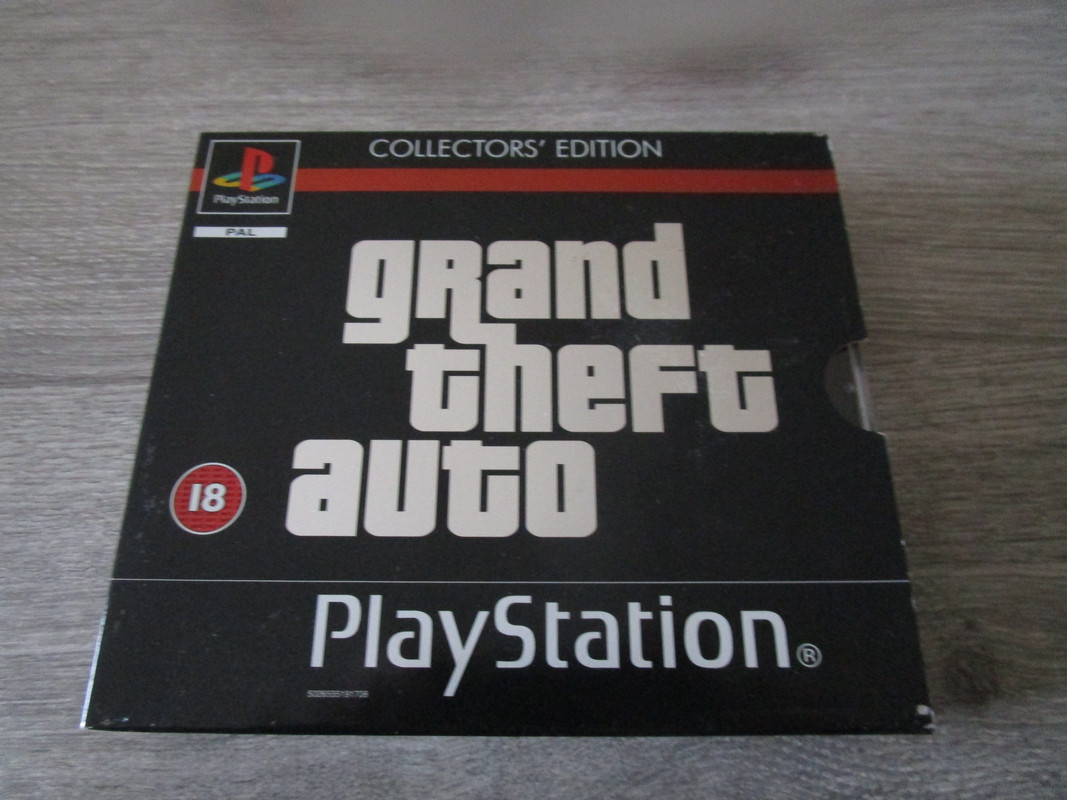 COLLECTORS' EDITION
PlayStation
PAL
grand
theft
auto
18
PlayStation®